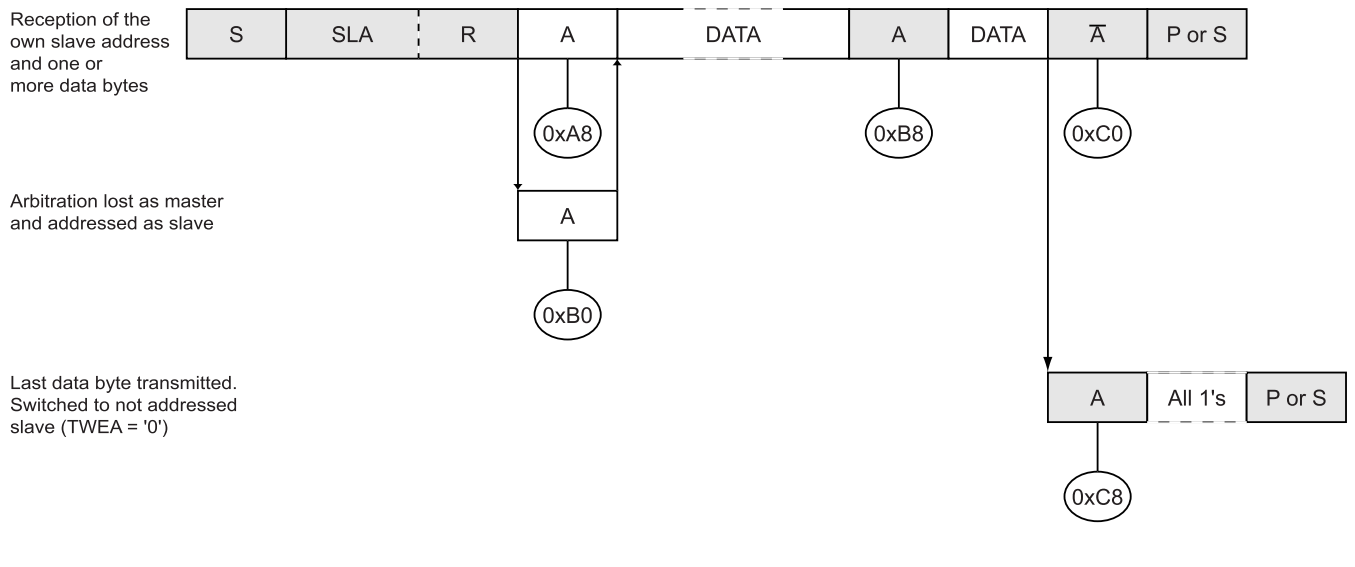 Reception of the
own slave address
and one or
more data bytes
S SLA R A DATA A DATA A̅ P or S
0xA8 0xB8 0xC0
Arbitration lost as master
and addressed as slave
A
0xB0
Last data byte transmitted.
Switched to not addressed
slave (TWEA = '0')
A All 1's P or S
0xC8